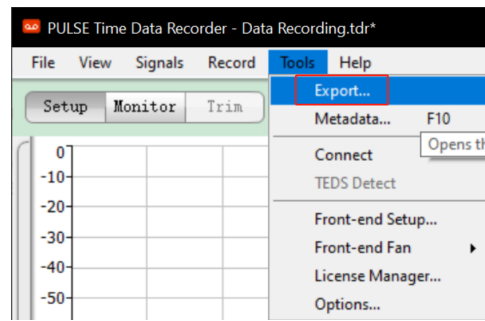 PULSE Time Data Recorder - Data Recording.tdr*
File View Signals Record Tools Help
Setup Monitor Trim
Export...
Metadata... F10
Opens th
Connect
TEDS Detect
Front-end Setup...
Front-end Fan
License Manager...
Options...
0
-10
-20
-30
-40
-50